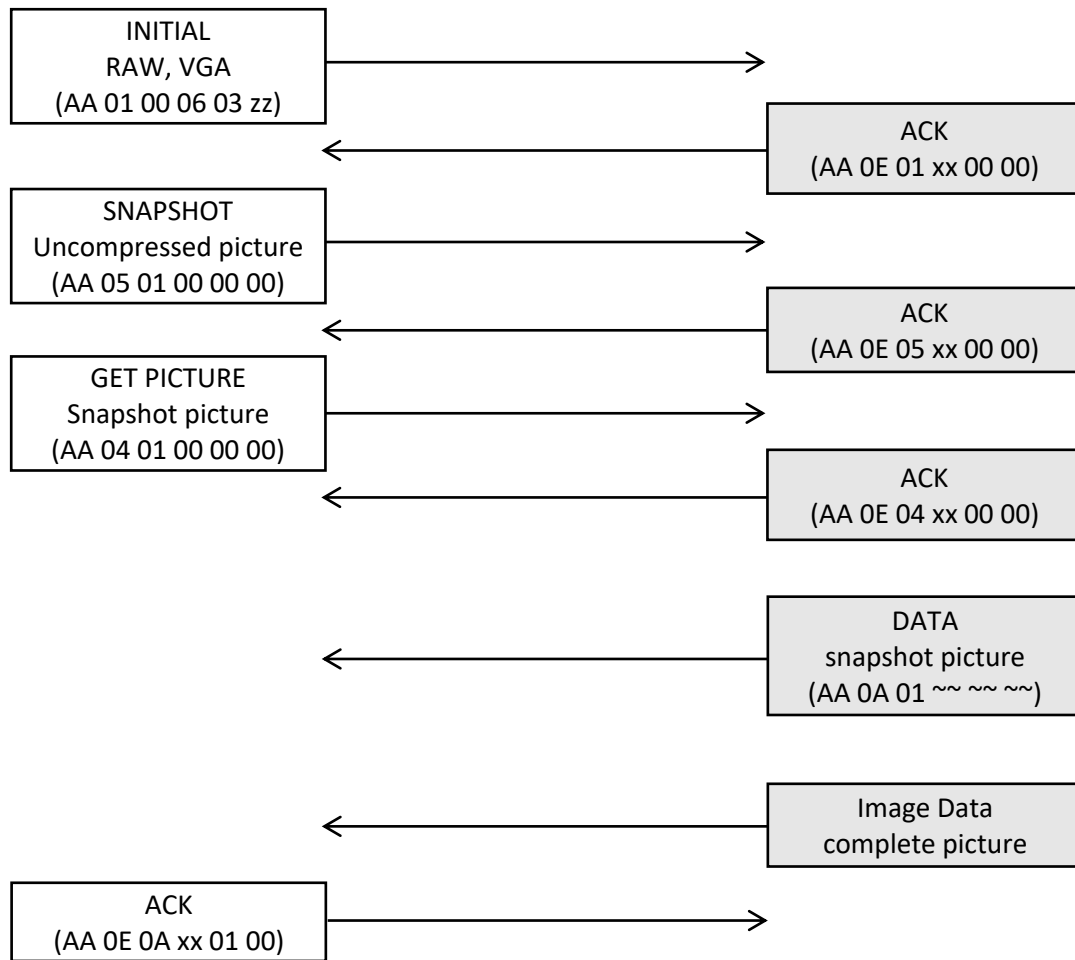 INITIAL
RAW, VGA
(AA 01 00 06 03 zz)
ACK
(AA 0E 01 xx 00 00)
SNAPSHOT
Uncompressed picture
(AA 05 01 00 00 00)
ACK
(AA 0E 05 xx 00 00)
GET PICTURE
Snapshot picture
(AA 04 01 00 00 00)
ACK
(AA 0E 04 xx 00 00)
DATA
snapshot picture
(AA 0A 01 ~~ ~~ ~~)
Image Data
complete picture
ACK
(AA 0E 0A xx 01 00)